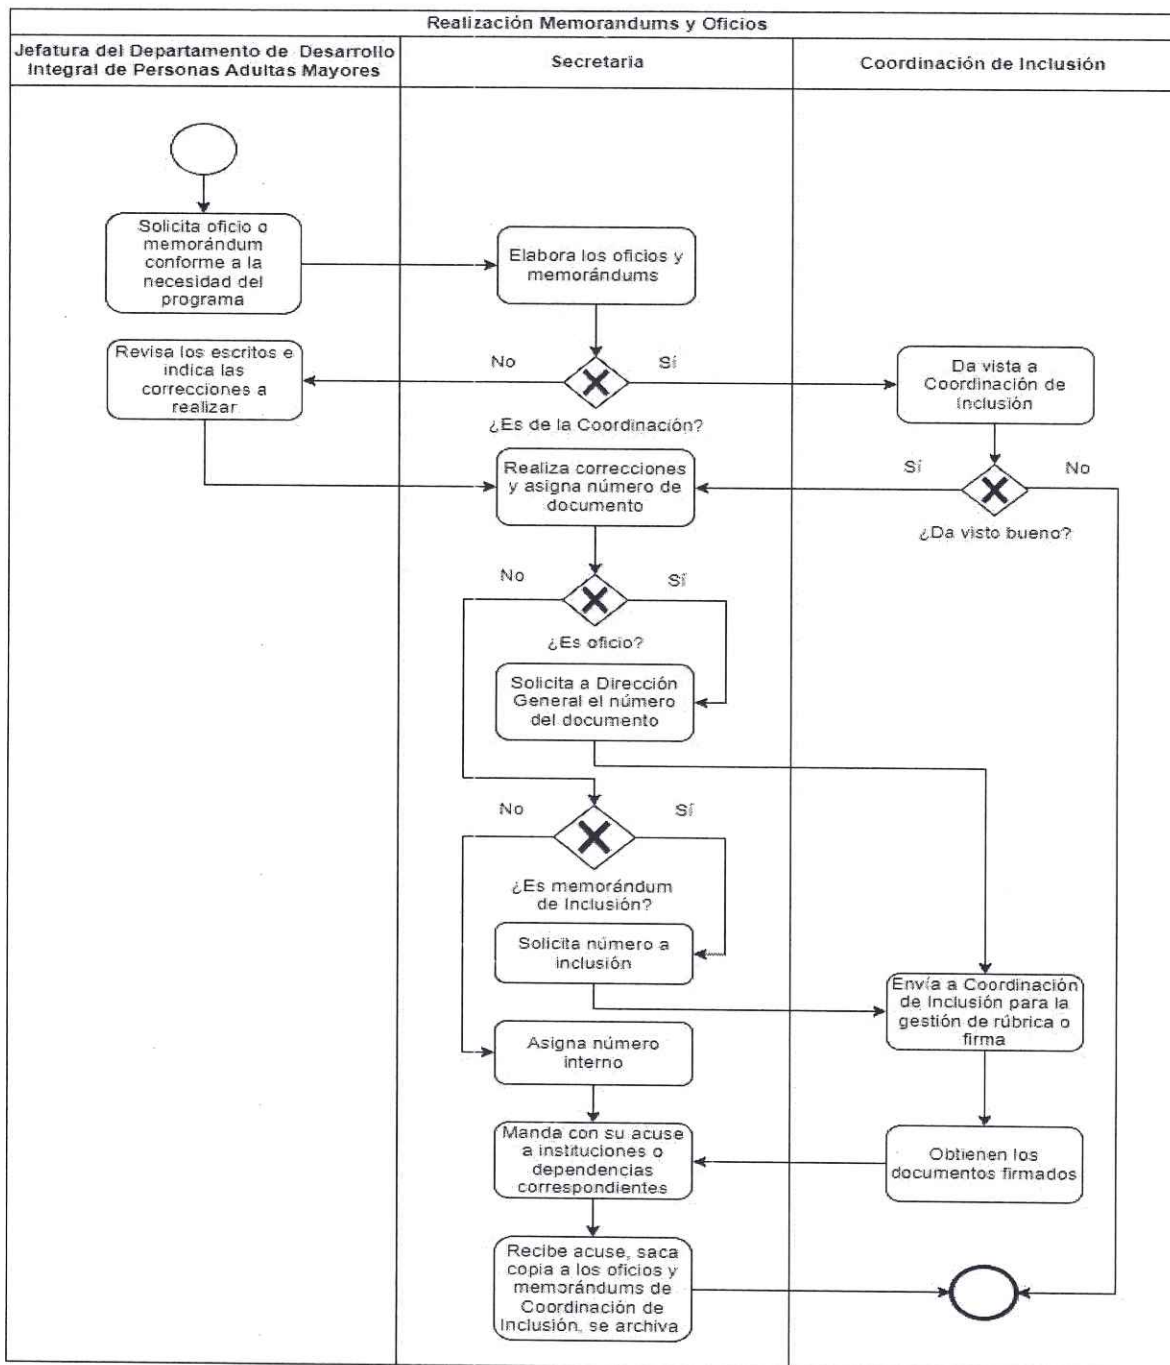 Realización Memorandums y Oficios
Jefatura del Departamento de Desarrollo
Integral de Personas Adultas Mayores
Secretaria
Coordinación de Inclusión
Solicita oficio o
memorándum
conforme a la
necesidad del
programa
Elabora los oficios y
memorándums
Revisa los escritos e
indica las
correcciones a
realizar
No
Sí
¿Es de la Coordinación?
Da vista a
Coordinación de
Inclusión
Realiza correcciones
y asigna número de
documento
Sí
No
¿Da visto bueno?
No
Sí
¿Es oficio?
Solicita a Dirección
General el número
del documento
No
Sí
¿Es memorándum
de Inclusión?
Solicita número a
inclusión
Envía a Coordinación
de Inclusión para la
gestión de rúbrica o
firma
Asigna número
interno
Manda con su acuse
a instituciones o
dependencias
correspondientes
Obtienen los
documentos firmados
Recibe acuse, saca
copia a los oficios y
memorándums de
Coordinación de
Inclusión, se archiva